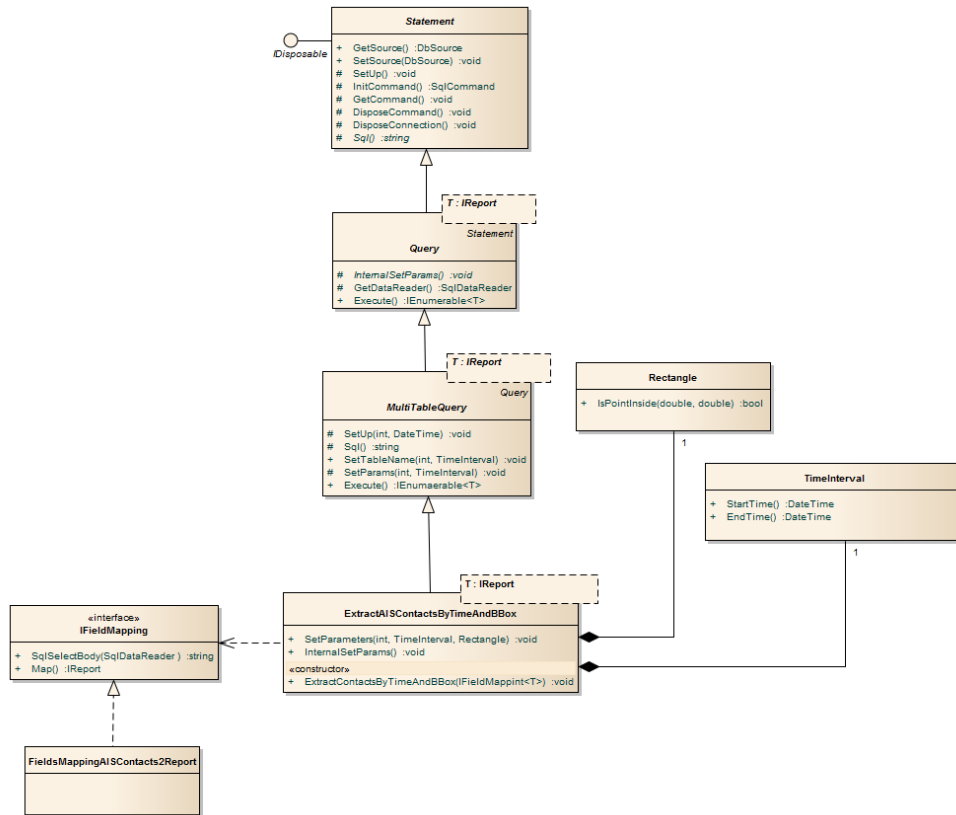 Statement
IDisposable
+ GetSource() :DbSource
+ SetSource(DbSource) :void
# SetUp() :void
# InitCommand() :SqlCommand
# GetCommand() :void
# DisposeCommand() :void
# DisposeConnection() :void
# Sql() :string
T : IReport
Statement
Query
# InternalSetParams() :void
# GetDataReader() :SqlDataReader
+ Execute() :IEnumerable<T>
T : IReport
Query
MultiTableQuery
# SetUp(int, DateTime) :void
# Sql() :string
+ SetTableName(int, TimeInterval) :void
# SetParams(int, TimeInterval) :void
+ Execute() :IEnumaerable<T>
Rectangle
+ IsPointInside(double, double) :bool
1
TimeInterval
+ StartTime() :DateTime
+ EndTime() :DateTime
1
T : IReport
ExtractAISContactsByTimeAndBBox
+ SetParameters(int, TimeInterval, Rectangle) :void
+ InternalSetParams() :void
«constructor»
+ ExtractContactsByTimeAndBBox(IFieldMappint<T>) :void
«interface»
IFieldMapping
+ SqlSelectBody(SqlDataReader ) :string
+ Map() :IReport
FieldsMappingAISContacts2Report